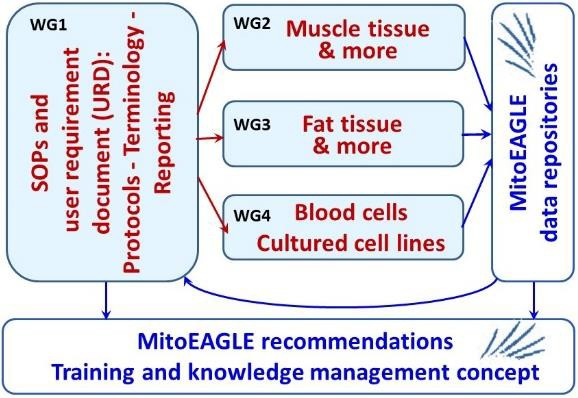 WG1
SOPs and
user requirement
document (URD):
Protocols - Terminology -
Reporting
WG2
Muscle tissue
& more
WG3
Fat tissue
& more
WG4
Blood cells
Cultured cell lines
MitoEAGLE
data repositories
MitoEAGLE recommendations
Training and knowledge management concept